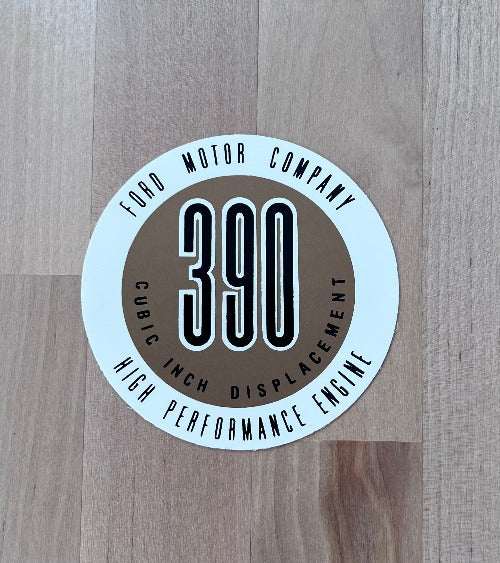 FORD MOTOR COMPANY
390
CUBIC INCH DISPLACEMENT
HIGH PERFORMANCE ENGINE